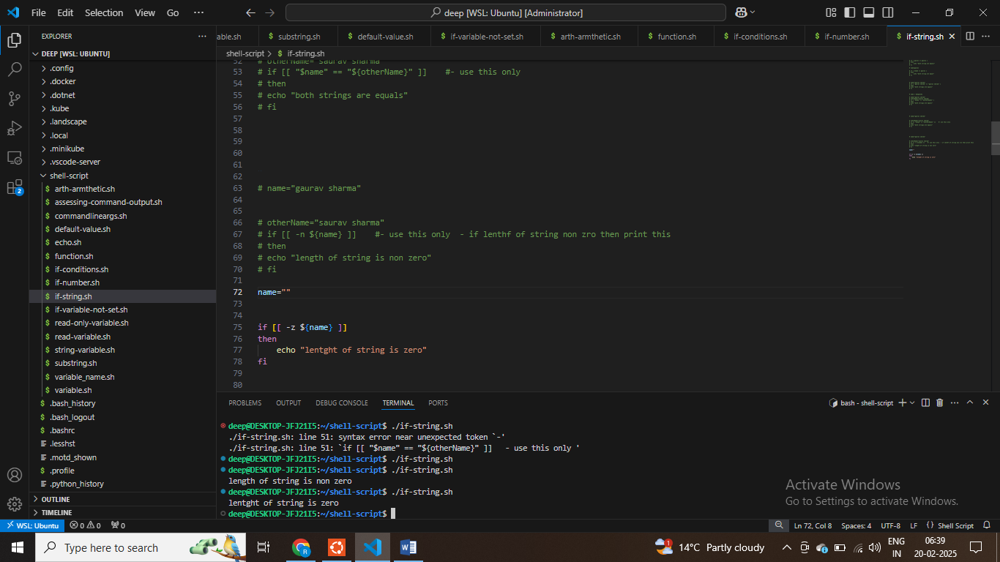 File Edit Selection View Go ···
deep [WSL: Ubuntu] [Administrator]
EXPLORER ···
able.sh substring.sh default-value.sh if-variable-not-set.sh arth-armthetic.sh function.sh if-conditions.sh if-number.sh if-string.sh
shell-script > $ if-string.sh
DEEP [WSL: UBUNTU]
.config
.docker
.dotnet
.kube
.landscape
.local
.minikube
.vscode-server
shell-script
arth-armthetic.sh
assessing-command-output.sh
commandlineargs.sh
default-value.sh
echo.sh
function.sh
if-conditions.sh
if-number.sh
if-string.sh
if-variable-not-set.sh
read-only-variable.sh
read-variable.sh
string-variable.sh
substring.sh
variable_name.sh
variable.sh
.bash_history
.bash_logout
.bashrc
.lesshst
.motd_shown
.profile
.python_history
OUTLINE
TIMELINE
52 # otherName="saurav sharma"
53 # if [[ "$name" == "${otherName}" ]] #- use this only
54 # then
55 # echo "both strings are equals"
56 # fi
57
58
59
60
61
62
63 # name="gaurav sharma"
64
65
66 # otherName="saurav sharma"
67 # if [[ -n ${name} ]] #- use this only - if lenthf of string non zro then print this
68 # then
69 # echo "length of string is non zero"
70 # fi
71
72 name=""
73
74
75 if [[ -z ${name} ]]
76 then
77 echo "lentght of string is zero"
78 fi
79
80
PROBLEMS OUTPUT DEBUG CONSOLE TERMINAL PORTS
bash - shell-script
deep@DESKTOP-JFJ21I5:~/shell-script$ ./if-string.sh
./if-string.sh: line 51: syntax error near unexpected token `-'
./if-string.sh: line 51: `if [[ "$name" == "${otherName}" ]] - use this only '
deep@DESKTOP-JFJ21I5:~/shell-script$ ./if-string.sh
deep@DESKTOP-JFJ21I5:~/shell-script$ ./if-string.sh
length of string is non zero
deep@DESKTOP-JFJ21I5:~/shell-script$ ./if-string.sh
lentght of string is zero
deep@DESKTOP-JFJ21I5:~/shell-script$
Activate Windows
Go to Settings to activate Windows.
WSL: Ubuntu 0 0 0
Ln 72, Col 8 Spaces: 4 UTF-8 LF {} Shell Script
Type here to search
14°C Partly cloudy
ENG
IN
06:39
20-02-2025